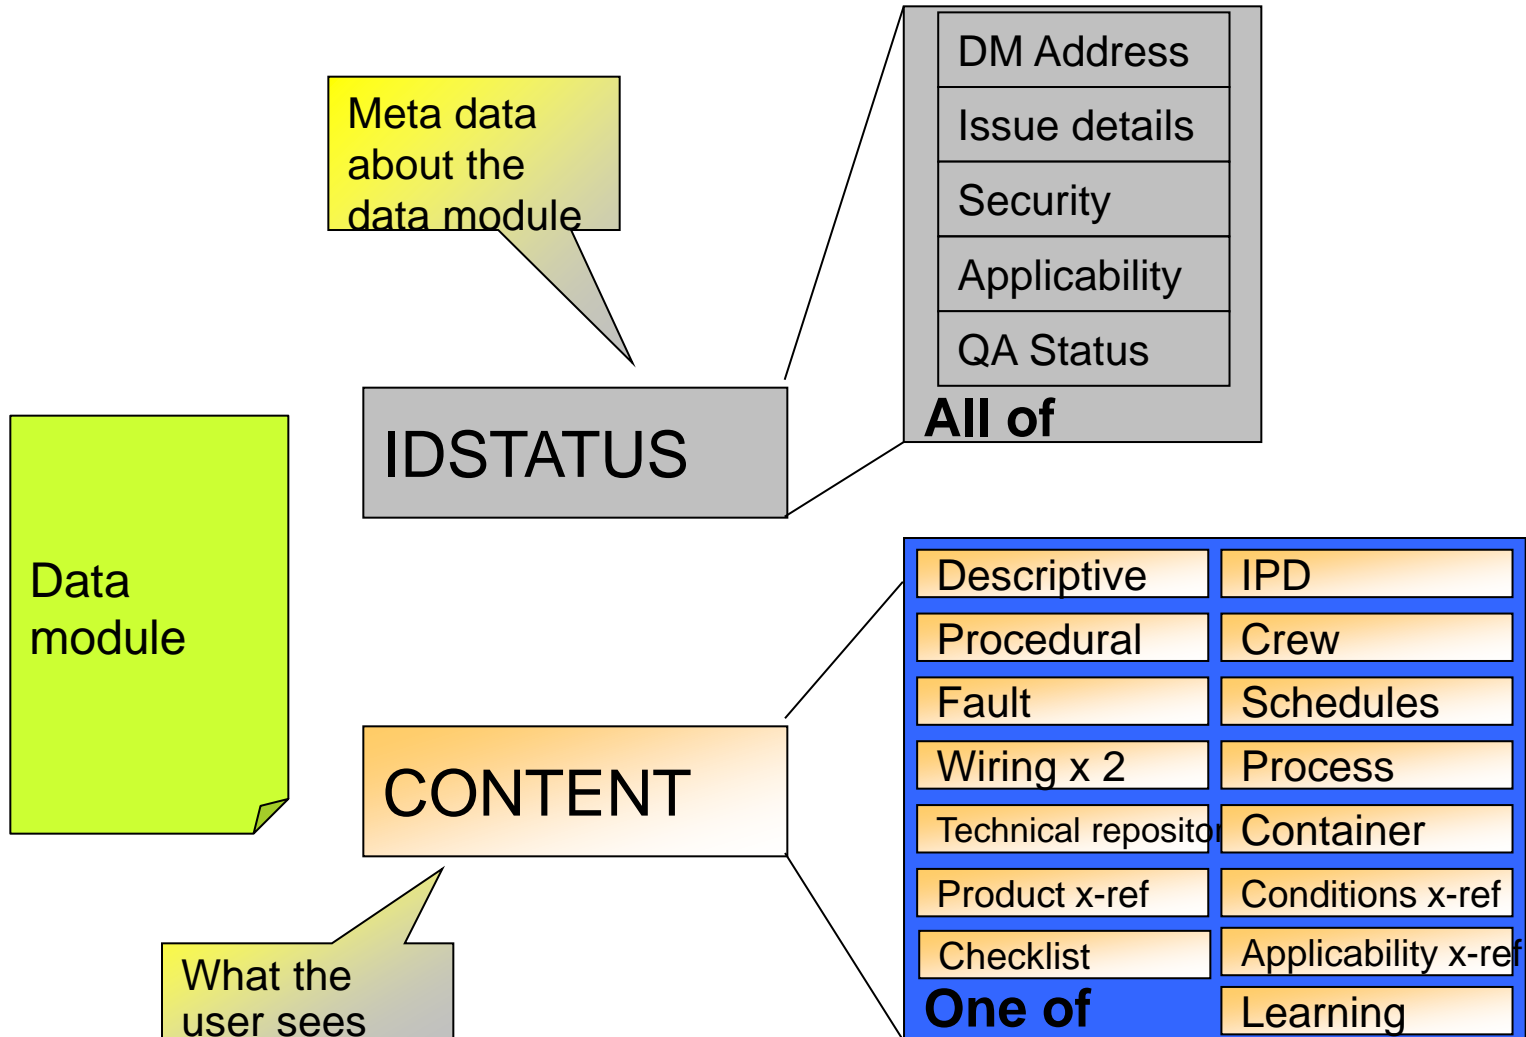 Meta data
about the
data module
DM Address
Issue details
Security
Applicability
QA Status
All of
IDSTATUS
Data
module
CONTENT
What the
user sees
Descriptive
IPD
Procedural
Crew
Fault
Schedules
Wiring x 2
Process
Technical repositor
Container
Product x-ref
Conditions x-ref
Checklist
Applicability x-ref
One of
Learning